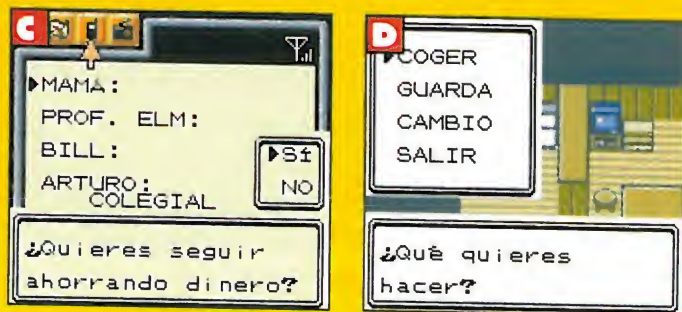 C
MAMÁ:
PROF. ELM:
BILL:
ARTURO:
COLEGIAL
SÍ
NO
¿Quieres seguir
ahorrando dinero?
D
COGER
GUARDA
CAMBIO
SALIR
¿Qué quieres
hacer?